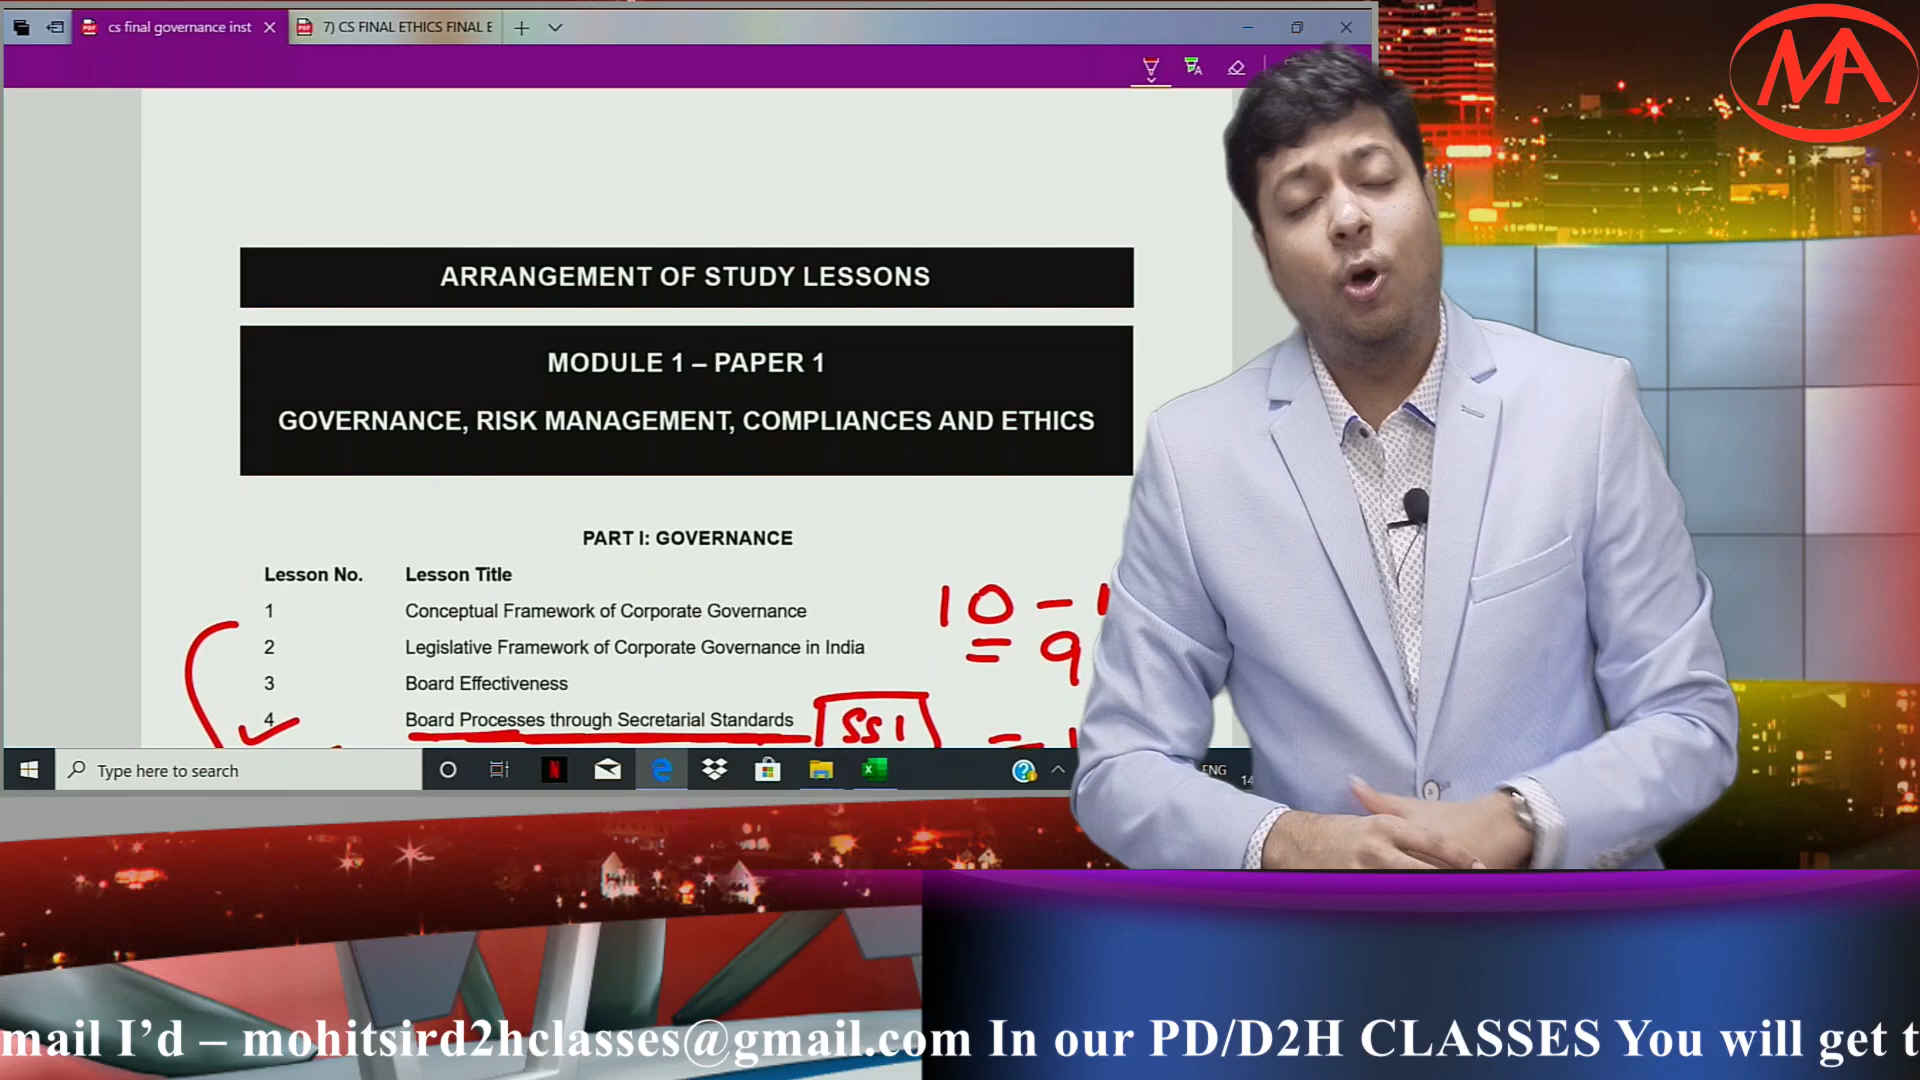 cs final governance inst
7) CS FINAL ETHICS FINAL E
MA
ARRANGEMENT OF STUDY LESSONS
MODULE 1 – PAPER 1
GOVERNANCE, RISK MANAGEMENT, COMPLIANCES AND ETHICS
PART I: GOVERNANCE
Lesson No. Lesson Title
1 Conceptual Framework of Corporate Governance
10 -
2 Legislative Framework of Corporate Governance in India
= 9
3 Board Effectiveness
4 Board Processes through Secretarial Standards
SS 1
Type here to search
ENG
14
mail I’d – mohitsird2hclasses@gmail.com In our PD/D2H CLASSES You will get t